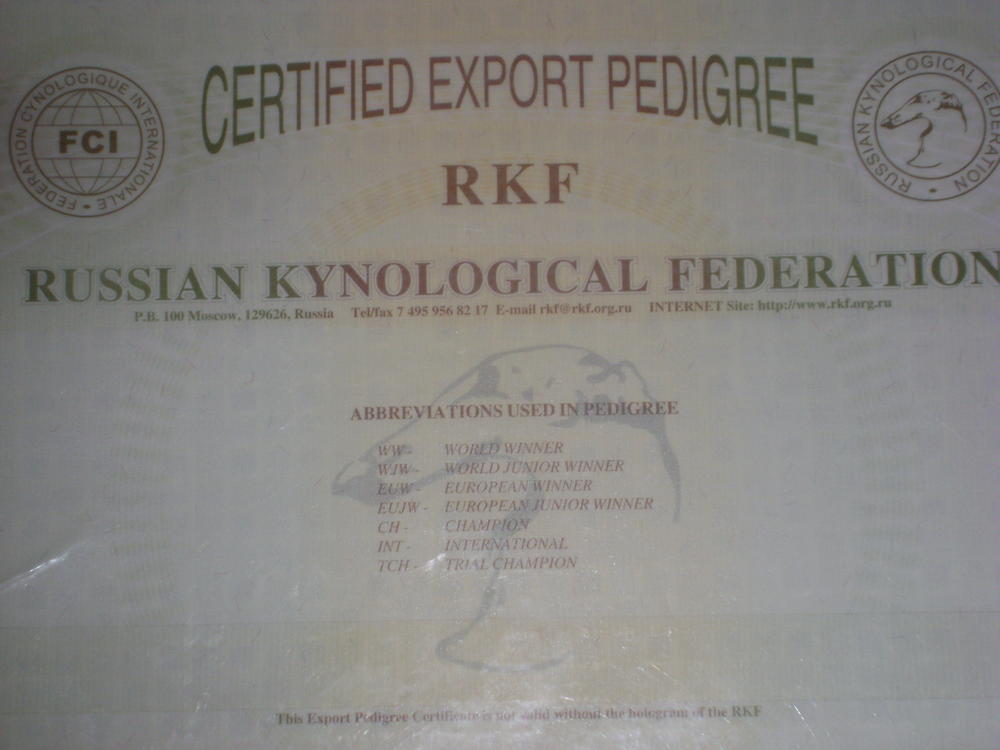 CERTIFIED EXPORT PEDIGREE
FEDERATION CYNOLOGIQUE INTERNATIONALE
FCI
RUSSIAN KYNOLOGICAL FEDERATION
RKF
RUSSIAN KYNOLOGICAL FEDERATION
P.B. 100 Moscow, 129626, Russia Tel/fax 7 495 956 82 17 E-mail rkf@rkf.org.ru INTERNET Site: http://www.rkf.org.ru
ABBREVIATIONS USED IN PEDIGREE
WW - WORLD WINNER
WJW - WORLD JUNIOR WINNER
EUW - EUROPEAN WINNER
EUJW - EUROPEAN JUNIOR WINNER
CH - CHAMPION
INT - INTERNATIONAL
TCH - TRIAL CHAMPION
This Export Pedigree Certificate is not valid without the hologram of the RKF